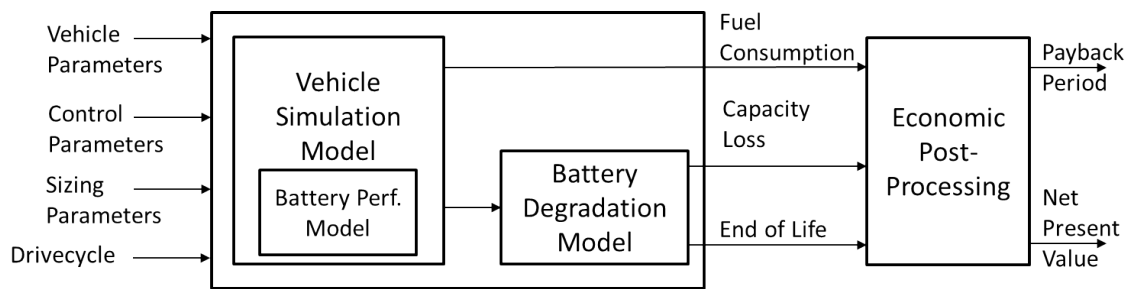 Vehicle
Parameters
Control
Parameters
Sizing
Parameters
Drivecycle
Vehicle
Simulation
Model
Battery Perf.
Model
Battery
Degradation
Model
Fuel
Consumption
Capacity
Loss
End of Life
Economic
Post-
Processing
Payback
Period
Net
Present
Value